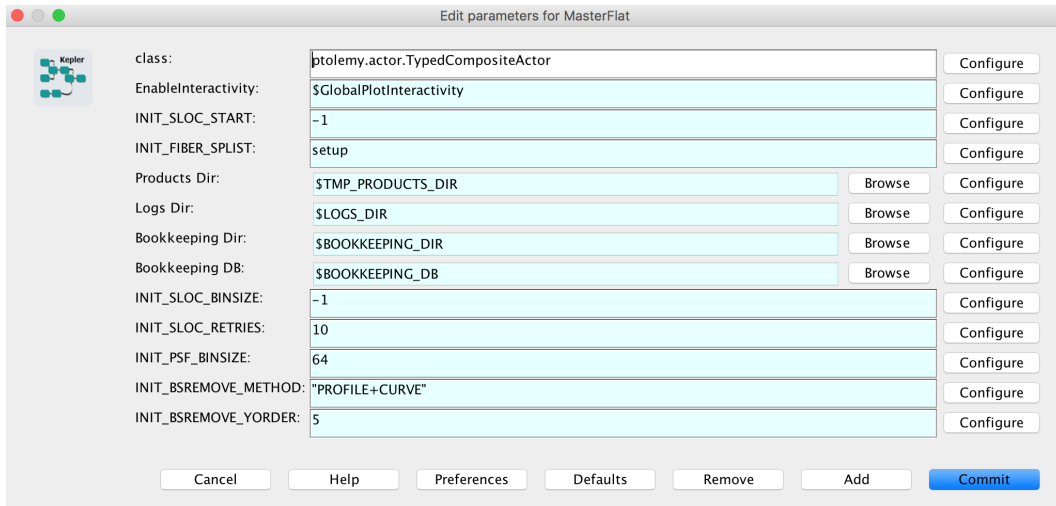 Edit parameters for MasterFlat
Kepler
class: ptolemy.actor.TypedCompositeActor Configure
EnableInteractivity: $GlobalPlotInteractivity Configure
INIT_SLOC_START: -1 Configure
INIT_FIBER_SPLIST: setup Configure
Products Dir: $TMP_PRODUCTS_DIR Browse Configure
Logs Dir: $LOGS_DIR Browse Configure
Bookkeeping Dir: $BOOKKEEPING_DIR Browse Configure
Bookkeeping DB: $BOOKKEEPING_DB Browse Configure
INIT_SLOC_BINSIZE: -1 Configure
INIT_SLOC_RETRIES: 10 Configure
INIT_PSF_BINSIZE: 64 Configure
INIT_BSREMOVE_METHOD: "PROFILE+CURVE" Configure
INIT_BSREMOVE_YORDER: 5 Configure
Cancel Help Preferences Defaults Remove Add Commit